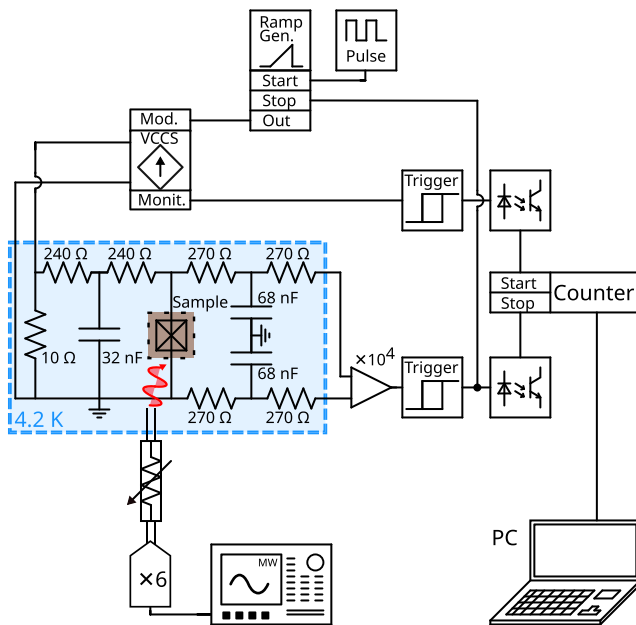 Ramp
Gen.
Pulse
Start
Stop
Out
Mod.
VCCS
Monit.
Trigger
240 Ω
240 Ω
270 Ω
270 Ω
Sample
68 nF
10 Ω
32 nF
68 nF
270 Ω
270 Ω
4.2 K
×10⁴
Start
Stop
Counter
Trigger
×6
MW
PC